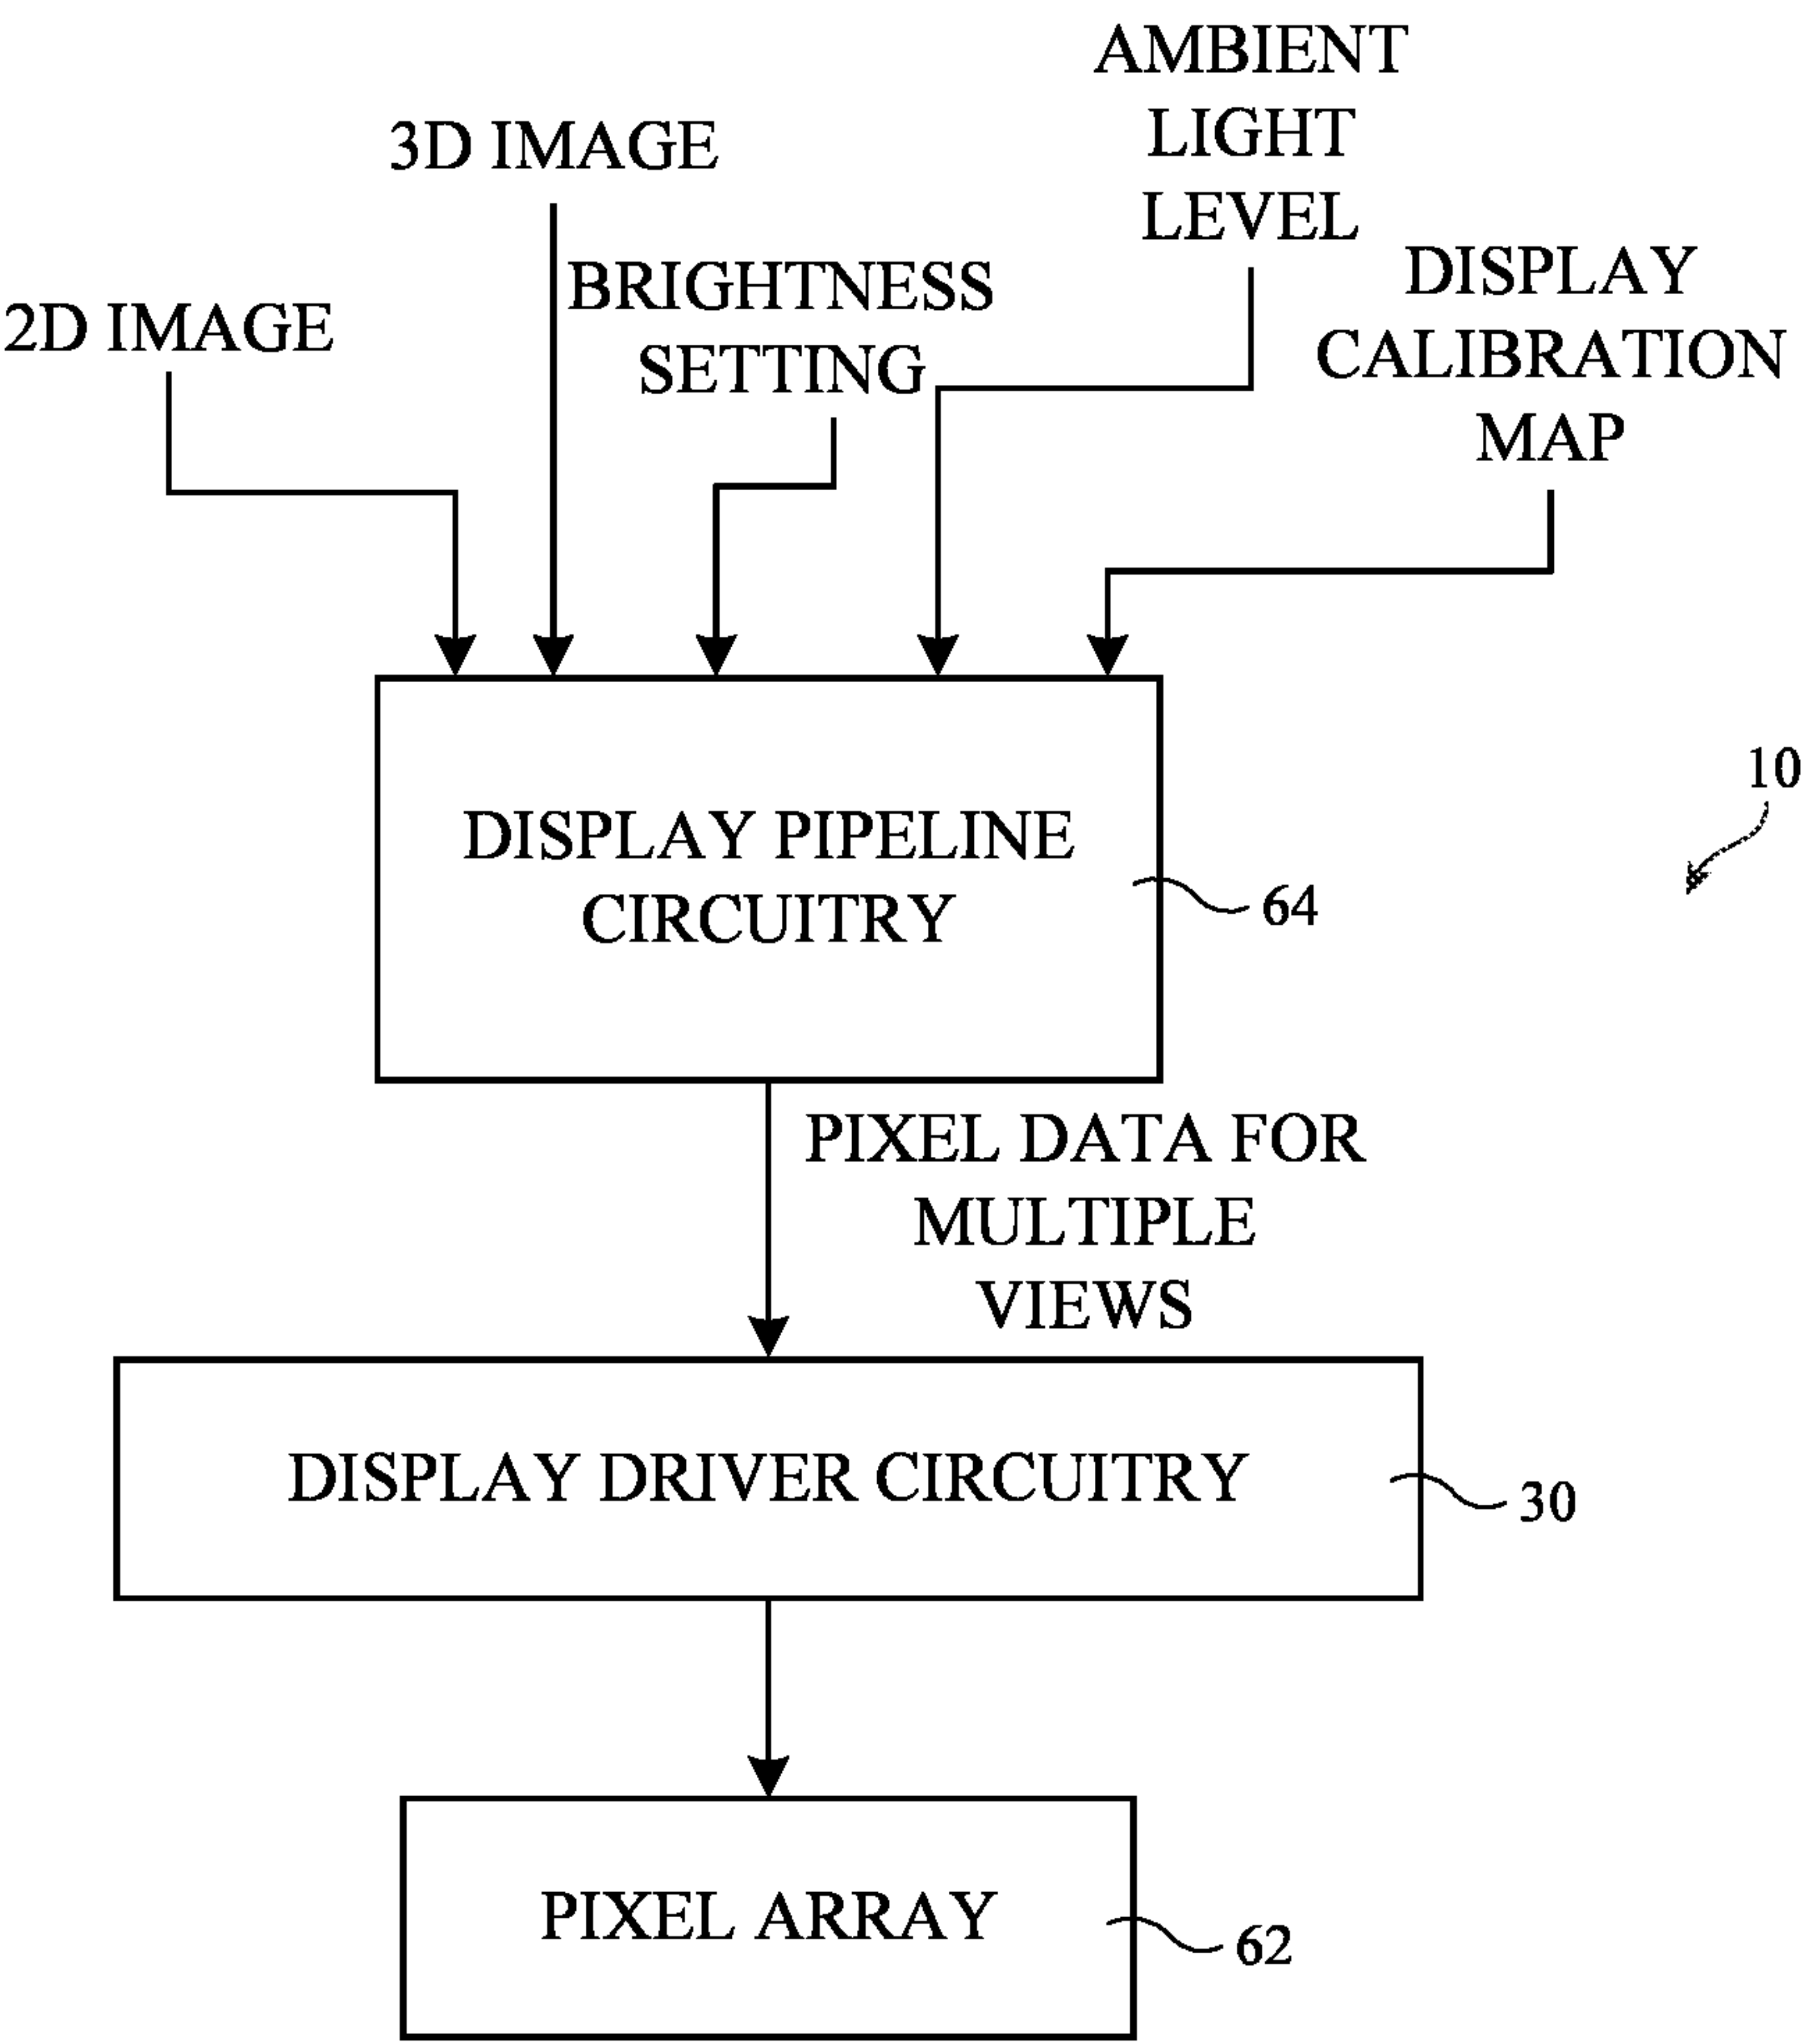 AMBIENT
LIGHT
LEVEL
3D IMAGE
BRIGHTNESS
SETTING
2D IMAGE
DISPLAY
CALIBRATION
MAP
DISPLAY PIPELINE
CIRCUITRY
64
10
PIXEL DATA FOR
MULTIPLE
VIEWS
DISPLAY DRIVER CIRCUITRY
30
PIXEL ARRAY
62